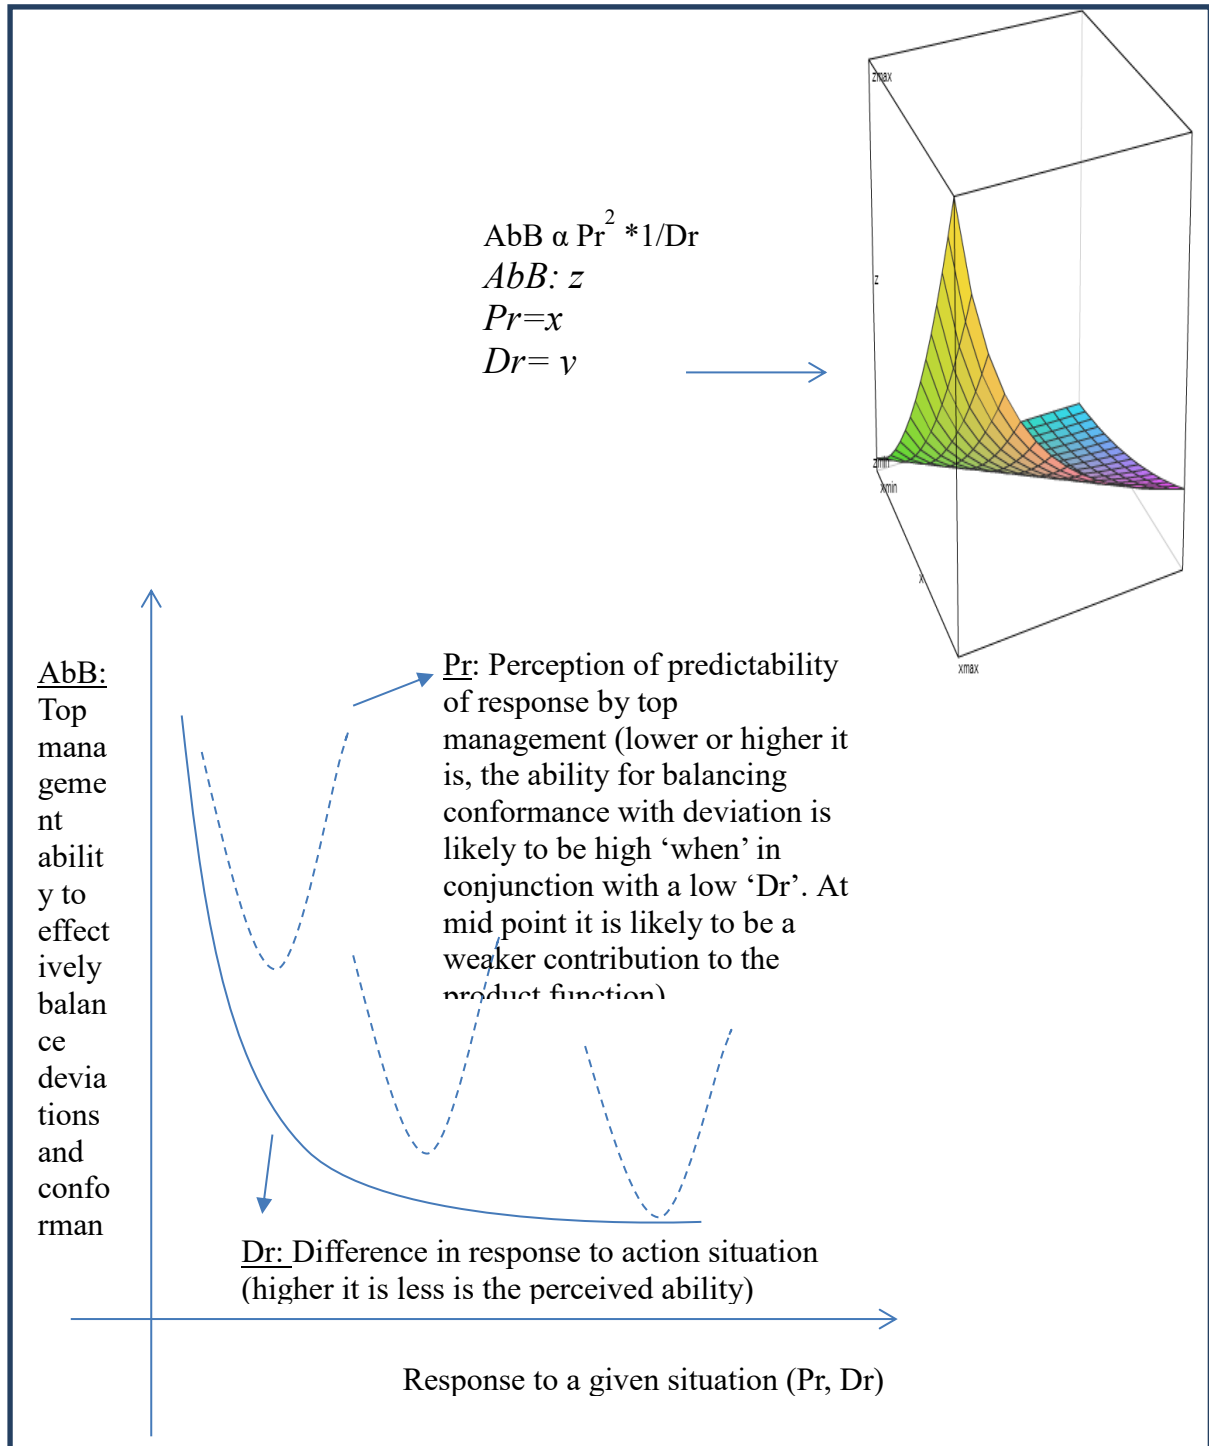 zmax
AbB α Pr² *1/Dr
AbB: z
Pr=x
Dr= y
z
zmin
xmin
x
xmax
AbB:
Top
mana
geme
nt
abilit
y to
effect
ively
balan
ce
devia
tions
and
confo
rman
Pr: Perception of predictability
of response by top
management (lower or higher it
is, the ability for balancing
conformance with deviation is
likely to be high ‘when’ in
conjunction with a low ‘Dr’. At
mid point it is likely to be a
weaker contribution to the
product function)
Dr: Difference in response to action situation
(higher it is less is the perceived ability)
Response to a given situation (Pr, Dr)